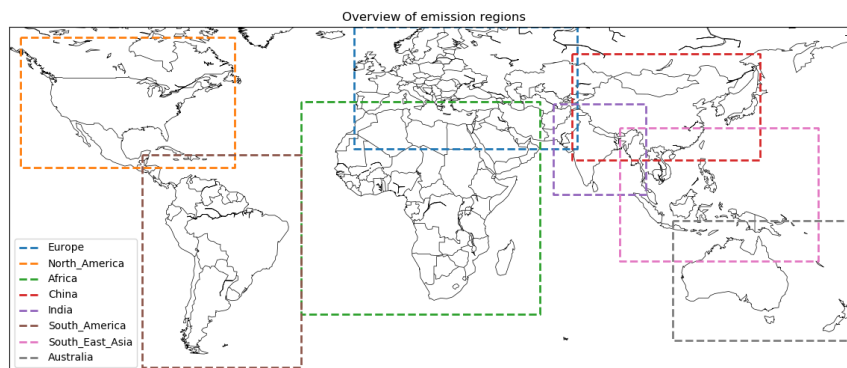 Overview of emission regions
Europe
North_America
Africa
China
India
South_America
South_East_Asia
Australia